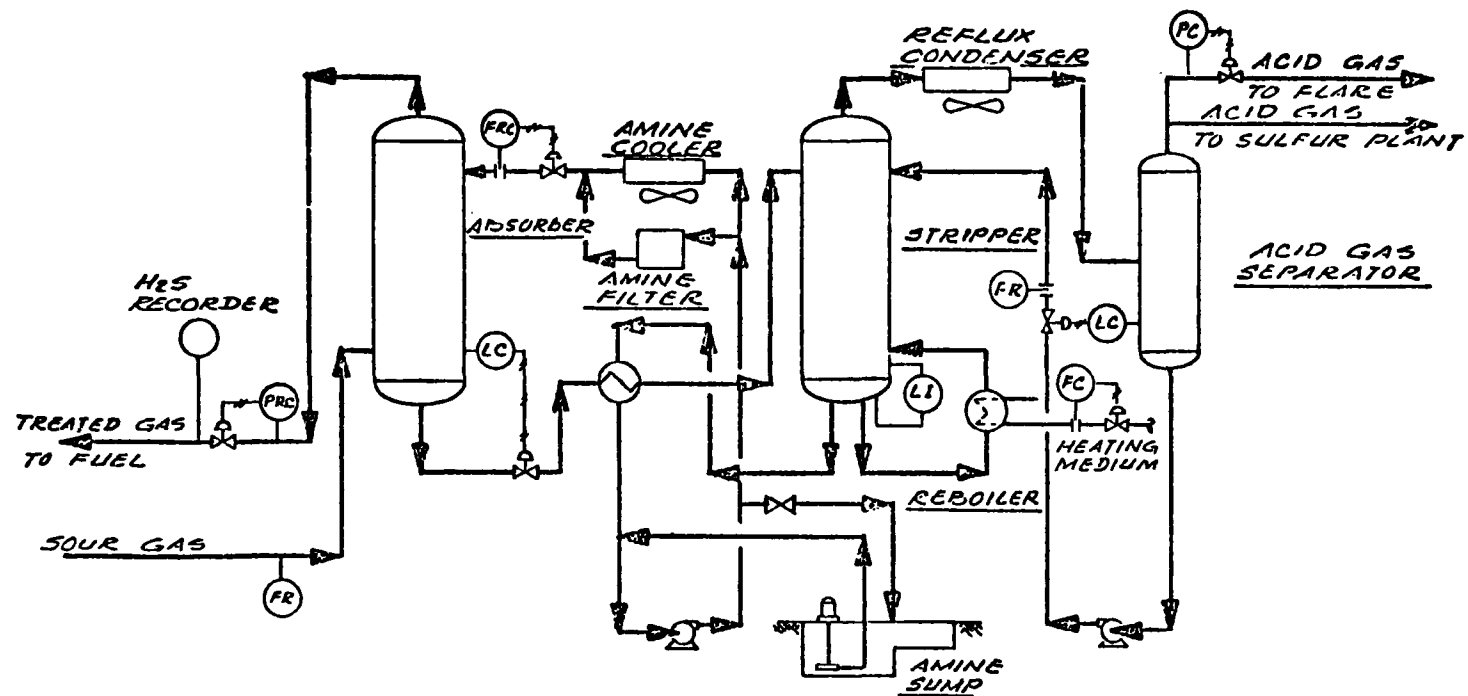 REFLUX
CONDENSER
PC
ACID GAS
TO FLARE
ACID GAS
TO SULFUR PLANT
FRC
AMINE
COOLER
ABSORBER
STRIPPER
ACID GAS
SEPARATOR
H2S
RECORDER
AMINE
FILTER
FR
LC
LC
LI
FC
PRC
TREATED GAS
TO FUEL
HEATING
MEDIUM
REBOILER
SOUR GAS
FR
AMINE
SUMP